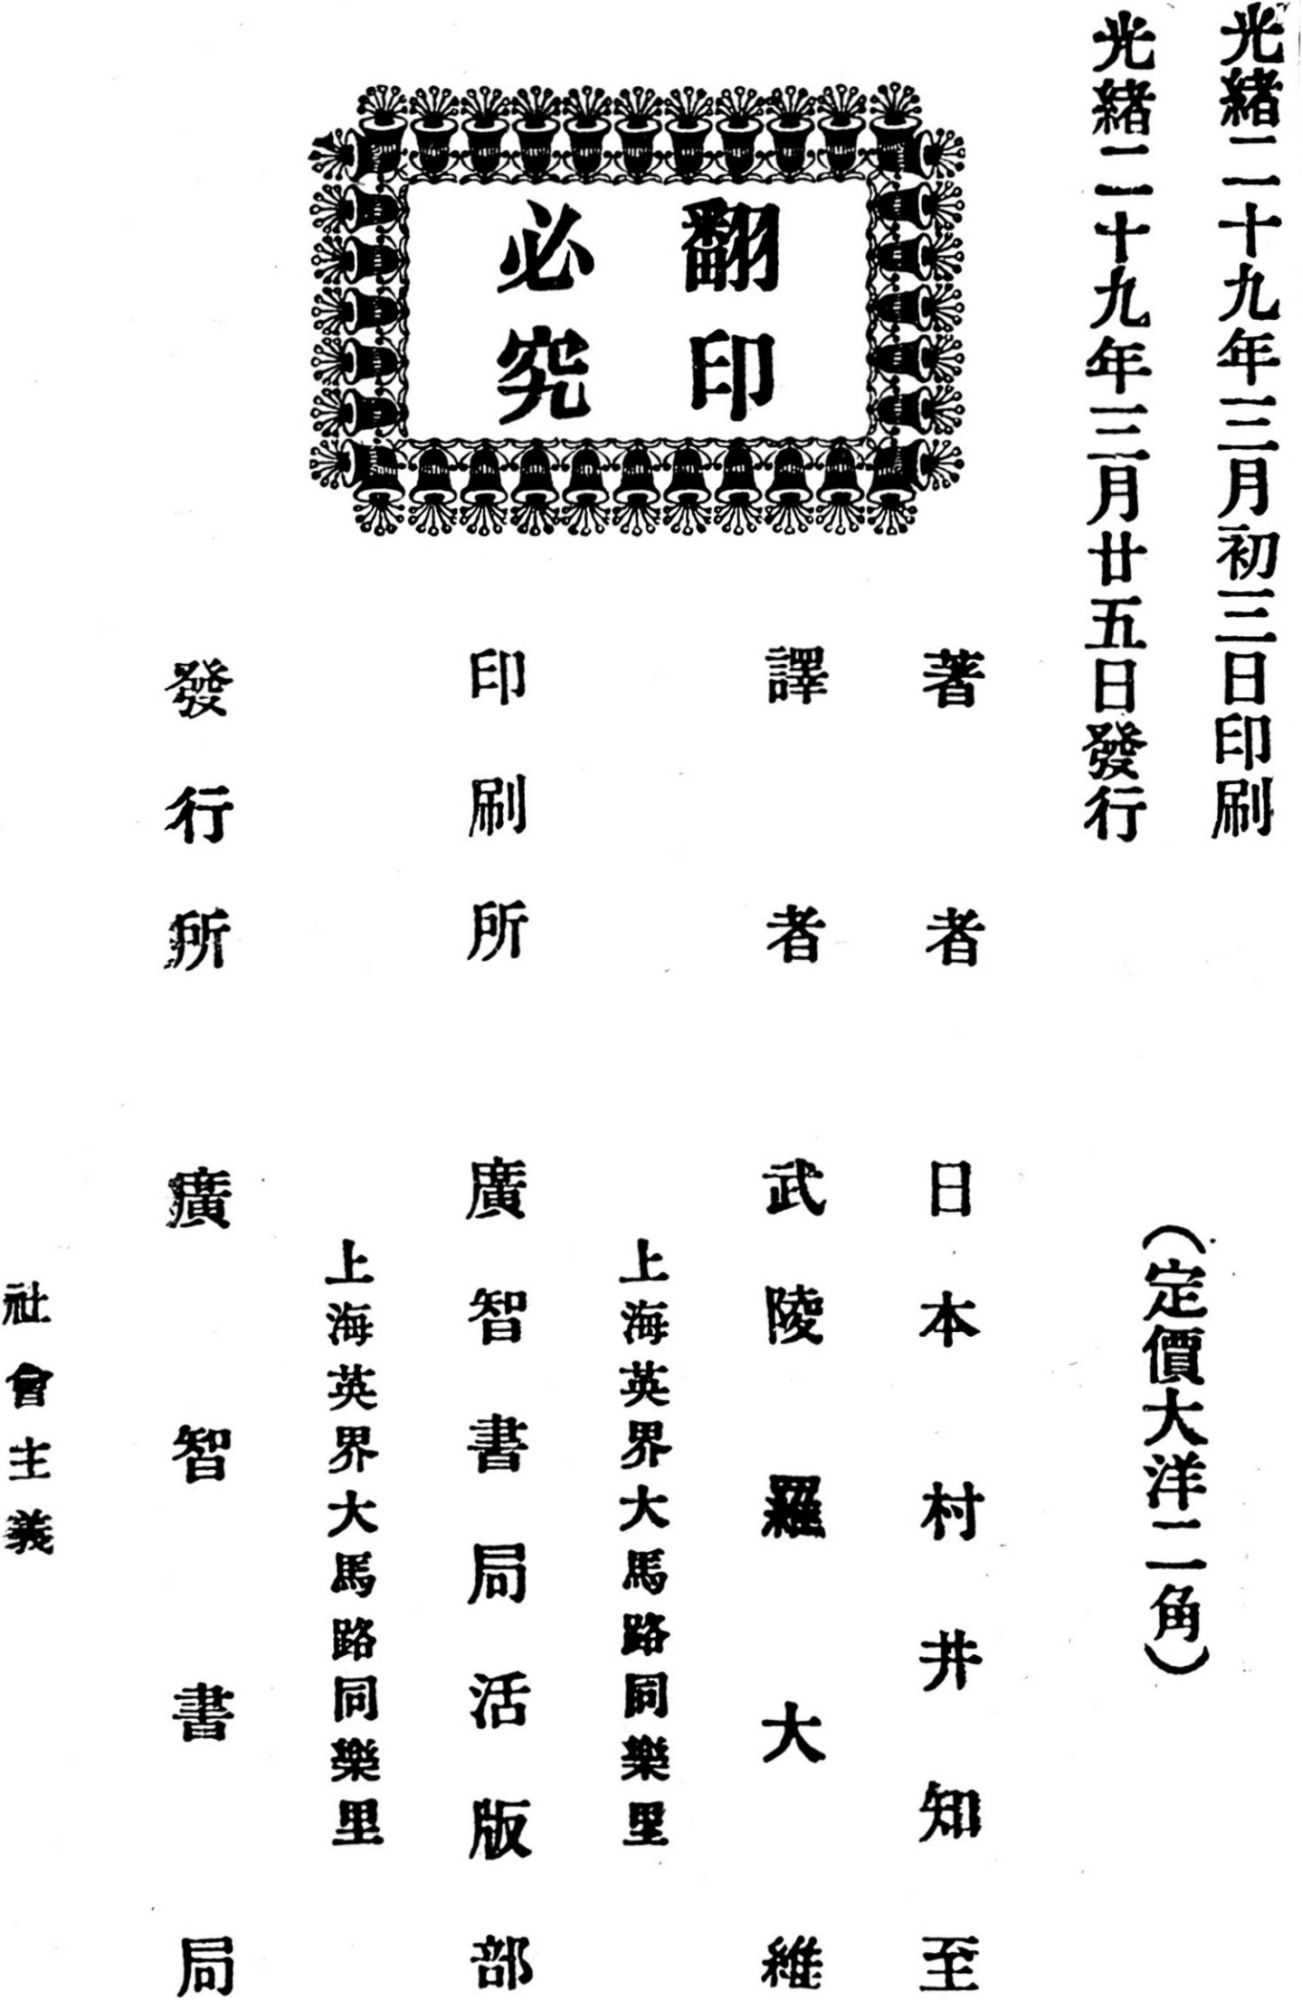 光緒二十九年三月初三日印刷
光緒二十九年三月廿五日發行
(定價大洋二角)
翻印
必究
著者 日本村井知至
譯者 武陵羅大維
上海英界大馬路同樂里
印刷所 廣智書局活版部
上海英界大馬路同樂里
發行所 廣智書局
社會主義